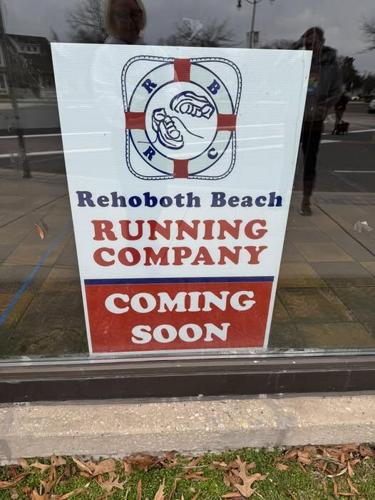 R B
R C
Rehoboth Beach
RUNNING
COMPANY
COMING
SOON